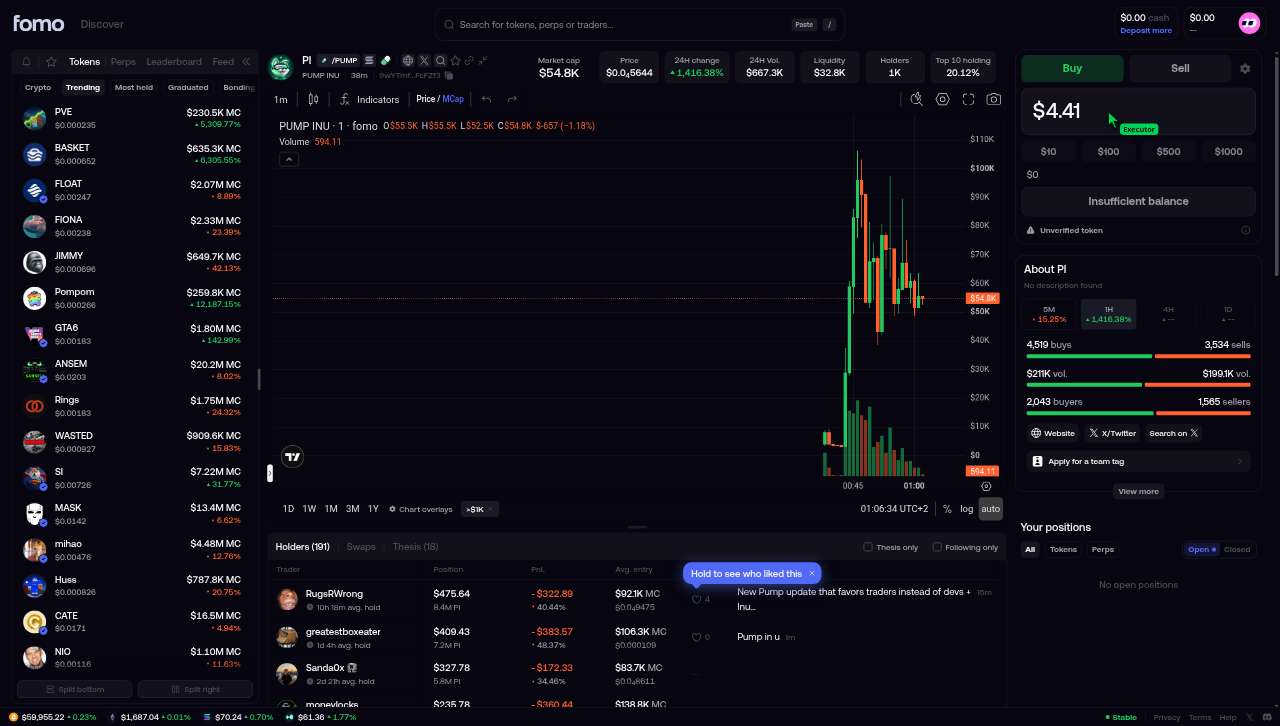 fomo
Discover
Search for tokens, perps or traders...
Paste /
$0.00 cash
Deposit more
$0.00
—
Tokens Perps Leaderboard Feed
Crypto Trending Most held Graduated Bonding
PVE $230.5K MC
$0.000235 5,309.77%
BASKET $635.3K MC
$0.000652 6,305.55%
FLOAT $2.07M MC
$0.00247 8.89%
FIONA $2.33M MC
$0.00238 23.39%
JIMMY $649.7K MC
$0.000696 42.13%
Pompom $259.8K MC
$0.000266 12,187.15%
GTA6 $1.80M MC
$0.00183 142.99%
ANSEM $20.2M MC
$0.0203 8.02%
Rings $1.75M MC
$0.00183 24.32%
WASTED $909.6K MC
$0.000927 15.83%
SI $7.22M MC
$0.00726 31.77%
MASK $13.4M MC
$0.0142 6.62%
mihao $4.48M MC
$0.00476 12.76%
Huss $787.8K MC
$0.000826 20.75%
CATE $16.5M MC
$0.0171 4.94%
NIO $1.10M MC
$0.00116 11.63%
Split bottom Split right
PI /PUMP
PUMP INU 38m
Market cap
$54.8K
Price
$0.0₄5644
24H change
1,416.38%
24H Vol.
$667.3K
Liquidity
$32.8K
Holders
1K
Top 10 holding
20.12%
1m Indicators Price / MCap
PUMP INU · 1 · fomo O$55.5K H$55.5K L$52.5K C$54.8K $-657 (−1.18%)
Volume 594.11
$110K
$100K
$90K
$80K
$70K
$60K
$54.8K
$50K
$40K
$30K
$20K
$10K
$0
594.11
00:45 01:00
1D 1W 1M 3M 1Y Chart overlays >$1K
01:06:34 UTC+2 % log auto
Holders (191) Swaps Thesis (18)
Thesis only Following only
Trader Position PnL Avg. entry
Hold to see who liked this ×
RugsRWrong $475.64 -$322.89 $92.1K MC
10h 18m avg. hold 8.4M PI 40.44% $0.0₄9475
4 New Pump update that favors traders instead of devs + 15m
Inu...
greatestboxeater $409.43 -$383.57 $106.3K MC
1d 4h avg. hold 7.2M PI 48.37% $0.000109
0 Pump in u 1m
Sanda0x $327.78 -$172.33 $83.7K MC
2d 21h avg. hold 5.8M PI 34.46% $0.0₄8611
moneylocks $235.78 -$360.44 $138.8K MC
Buy Sell
$4.41
Executor
$10 $100 $500 $1000
$0
Insufficient balance
Unverified token
About PI
No description found
5M 1H 4H 1D
15.25% 1,416.38% -- --
4,519 buys 3,534 sells
$211K vol. $199.1K vol.
2,043 buyers 1,565 sellers
Website X/Twitter Search on X
Apply for a team tag
View more
Your positions
All Tokens Perps Open Closed
No open positions
$59,955.22 0.23% $1,687.04 0.01% $70.24 0.70% $61.36 1.77%
Stable Privacy Terms Help